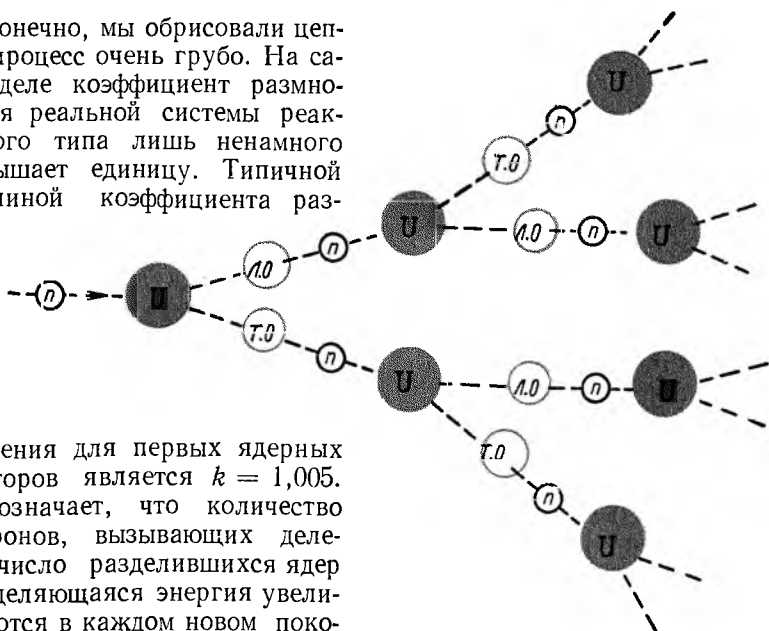 онечно, мы обрисовали цеп-
процесс очень грубо. На са-
деле коэффициент размно-
я реальной системы реак-
ого типа лишь ненамного
ышает единицу. Типичной
иной коэффициента раз-
n
U
Л.О
n
Т.О
n
U
Т.О
n
U
Л.О
n
U
U
Л.О
n
U
Т.О
n
U
ения для первых ядерных
торов является k = 1,005.
означает, что количество
ронов, вызывающих деле-
число разделившихся ядер
деляющаяся энергия увели-
ются в каждом новом поко-